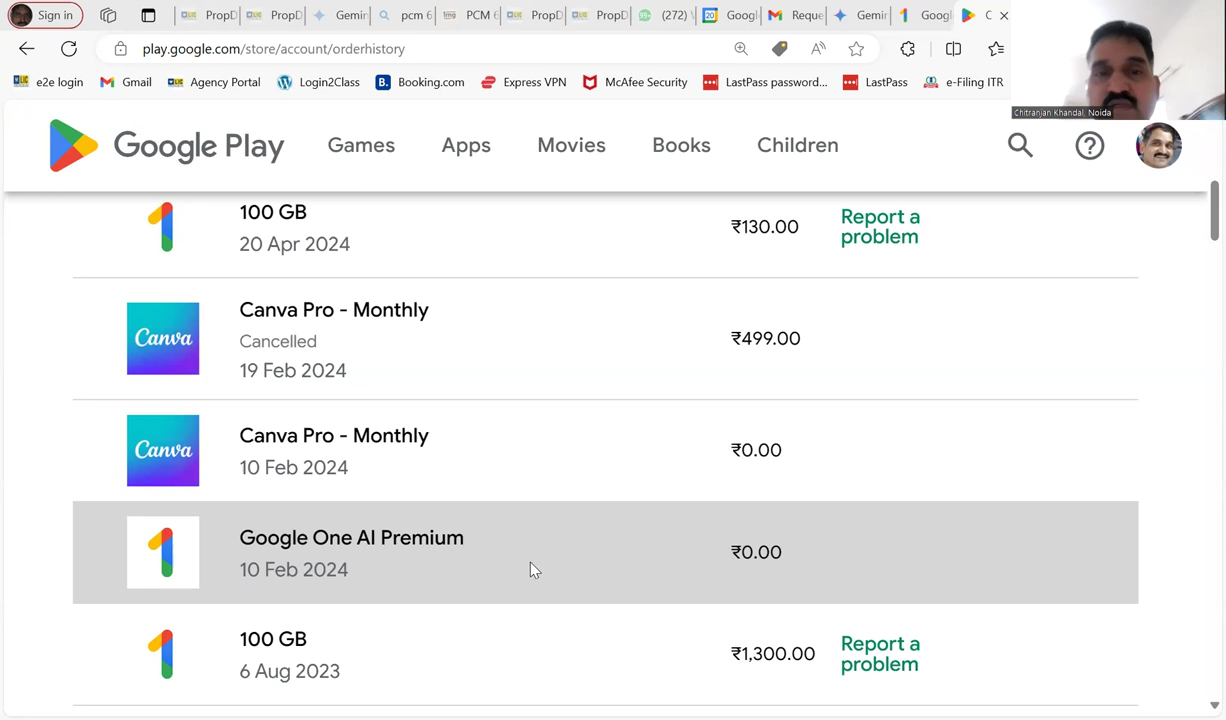 Sign in
PropD
PropD
Gemin
pcm 6
PCM 6
PropD
PropD
(272)
Googl
Reque
Gemir
Googl
play.google.com/store/account/orderhistory
e2e login
Gmail
Agency Portal
Login2Class
Booking.com
Express VPN
McAfee Security
LastPass password...
LastPass
e-Filing ITR
Chitranjan Khandal, Noida
Google Play
Games
Apps
Movies
Books
Children
100 GB
20 Apr 2024
₹130.00
Report a
problem
Canva
Canva Pro - Monthly
Cancelled
19 Feb 2024
₹499.00
Canva
Canva Pro - Monthly
10 Feb 2024
₹0.00
Google One AI Premium
10 Feb 2024
₹0.00
100 GB
6 Aug 2023
₹1,300.00
Report a
problem